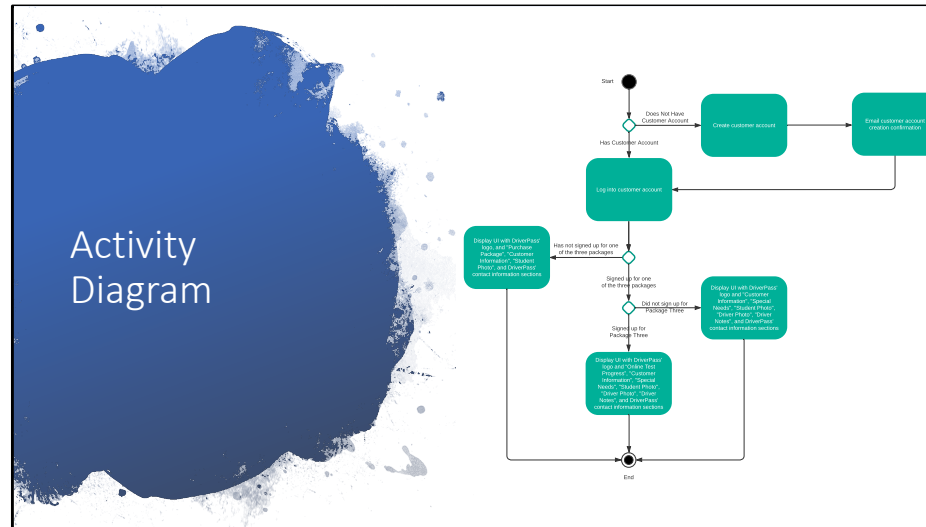 Activity
Diagram
Start
Does Not Have
Customer Account
Create customer account
Email customer account
creation confirmation
Has Customer Account
Log into customer account
Display UI with DriverPass'
logo, and "Purchase
Package", "Customer
Information", "Student
Photo", and DriverPass'
contact information sections
Has not signed up for one
of the three packages
Signed up for one
of the three packages
Did not sign up for
Package Three
Display UI with DriverPass'
logo and "Customer
Information", "Special
Needs", "Student Photo",
"Driver Photo", "Driver
Notes", and DriverPass'
contact information sections
Signed up for
Package Three
Display UI with DriverPass'
logo and "Online Test
Progress", "Customer
Information", "Special
Needs", "Student Photo",
"Driver Photo", "Driver
Notes", and DriverPass'
contact information sections
End